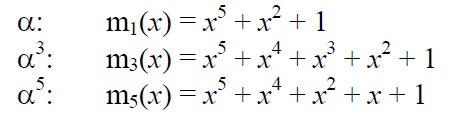 α: m₁(x) = x⁵ + x² + 1
α³: m₃(x) = x⁵ + x⁴ + x³ + x² + 1
α⁵: m₅(x) = x⁵ + x⁴ + x² + x + 1